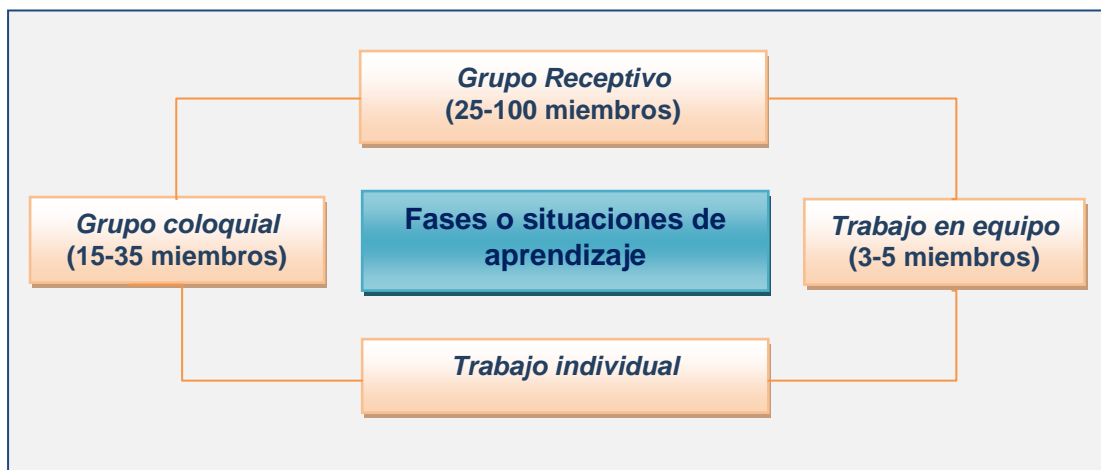 Grupo Receptivo
(25-100 miembros)
Grupo coloquial
(15-35 miembros)
Fases o situaciones de
aprendizaje
Trabajo en equipo
(3-5 miembros)
Trabajo individual